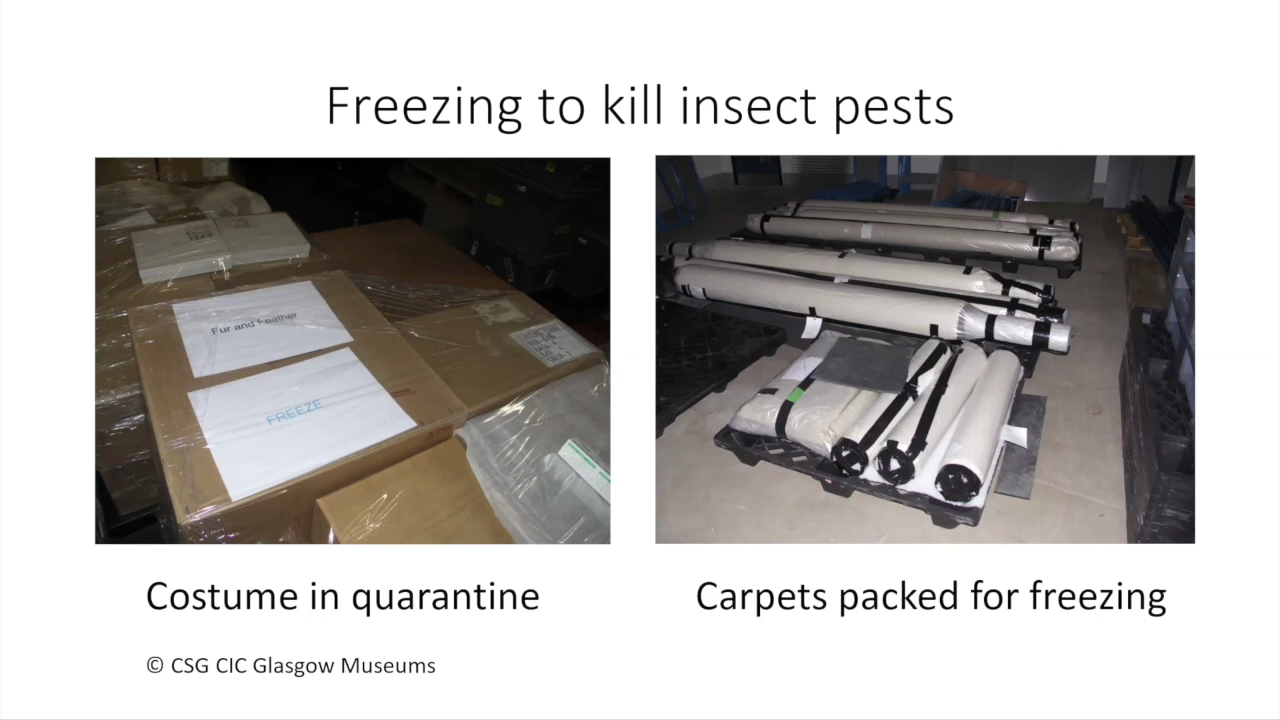 Freezing to kill insect pests
Fur and Feather
FREEZE
Costume in quarantine
Carpets packed for freezing
© CSG CIC Glasgow Museums